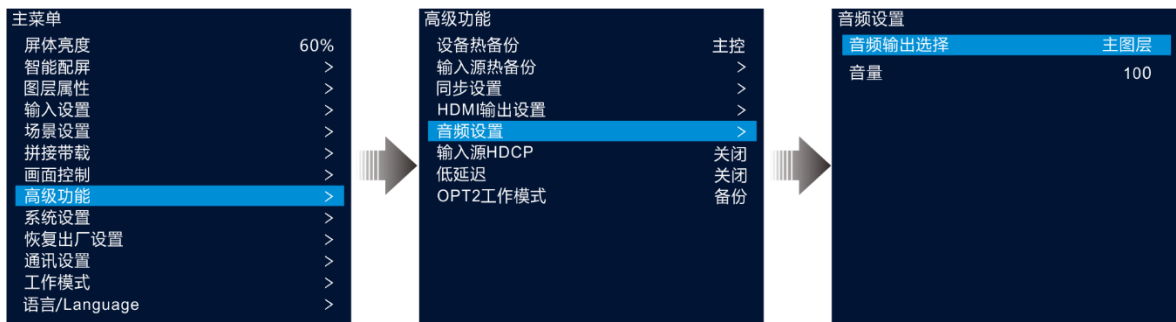 主菜单
屏体亮度 60%
智能配屏 >
图层属性 >
输入设置 >
场景设置 >
拼接带载 >
画面控制 >
高级功能 >
系统设置 >
恢复出厂设置 >
通讯设置 >
工作模式 >
语言/Language >
高级功能
设备热备份 主控
输入源热备份 >
同步设置 >
HDMI输出设置 >
音频设置 >
输入源HDCP 关闭
低延迟 关闭
OPT2工作模式 备份
音频设置
音频输出选择 主图层
音量 100